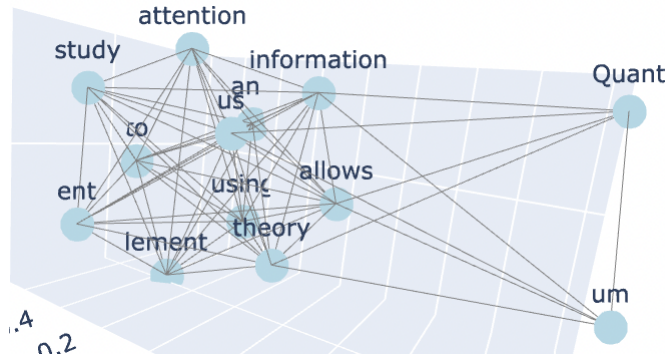 attention
study
information
Quant
an
us
to
allows
using
ent
theory
lement
um
.4
0.2